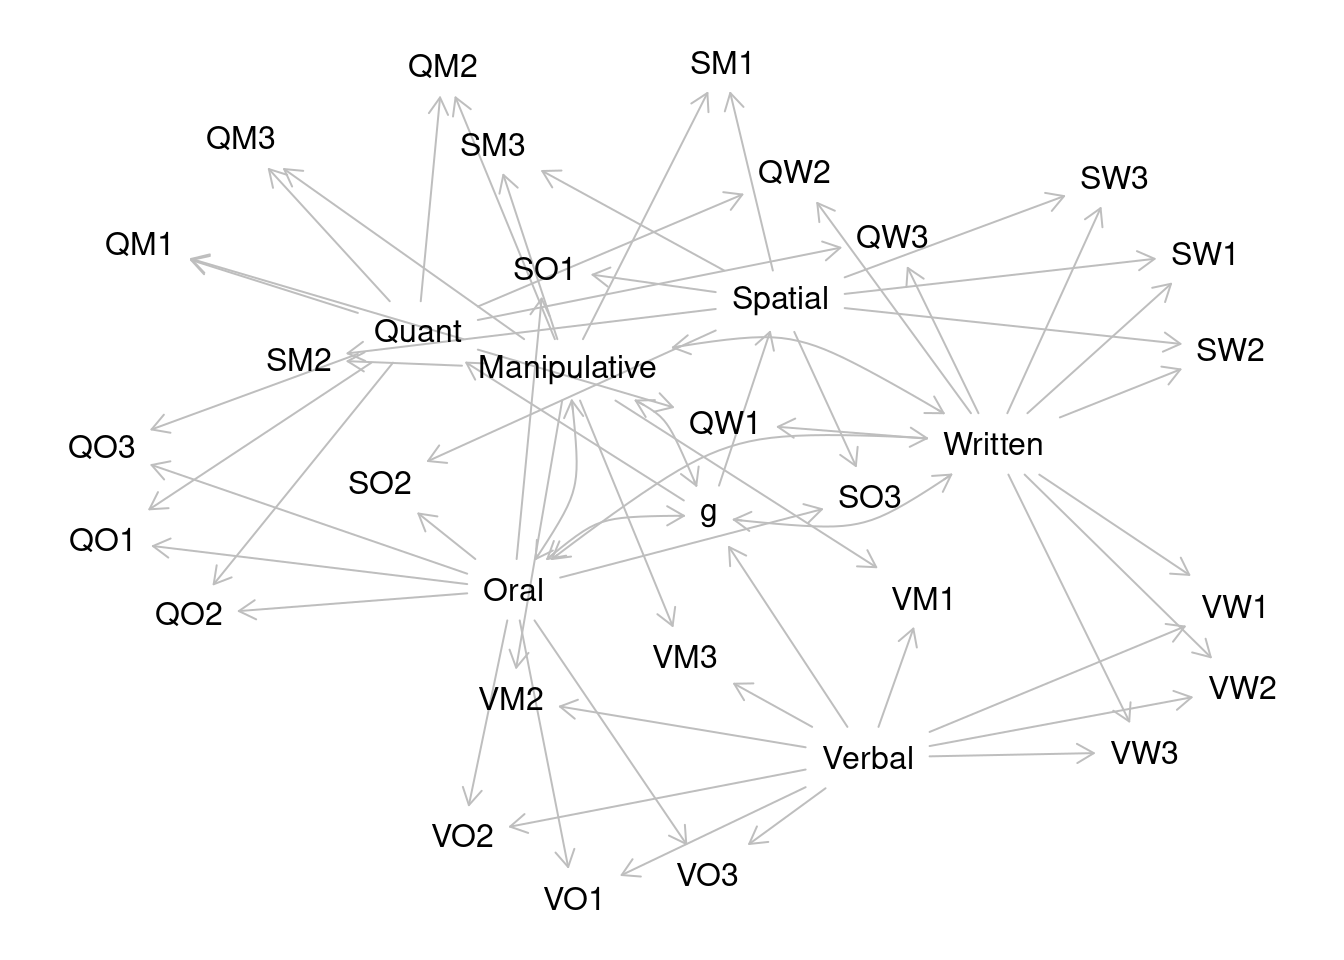 QM2
SM1
QM3
SM3
QW2
SW3
QM1
QW3
SW1
SO1
Spatial
Quant
SM2
Manipulative
SW2
QW1
QO3
Written
SO2
SO3
g
QO1
Oral
VM1
QO2
VW1
VM3
VM2
VW2
Verbal
VW3
VO2
VO3
VO1